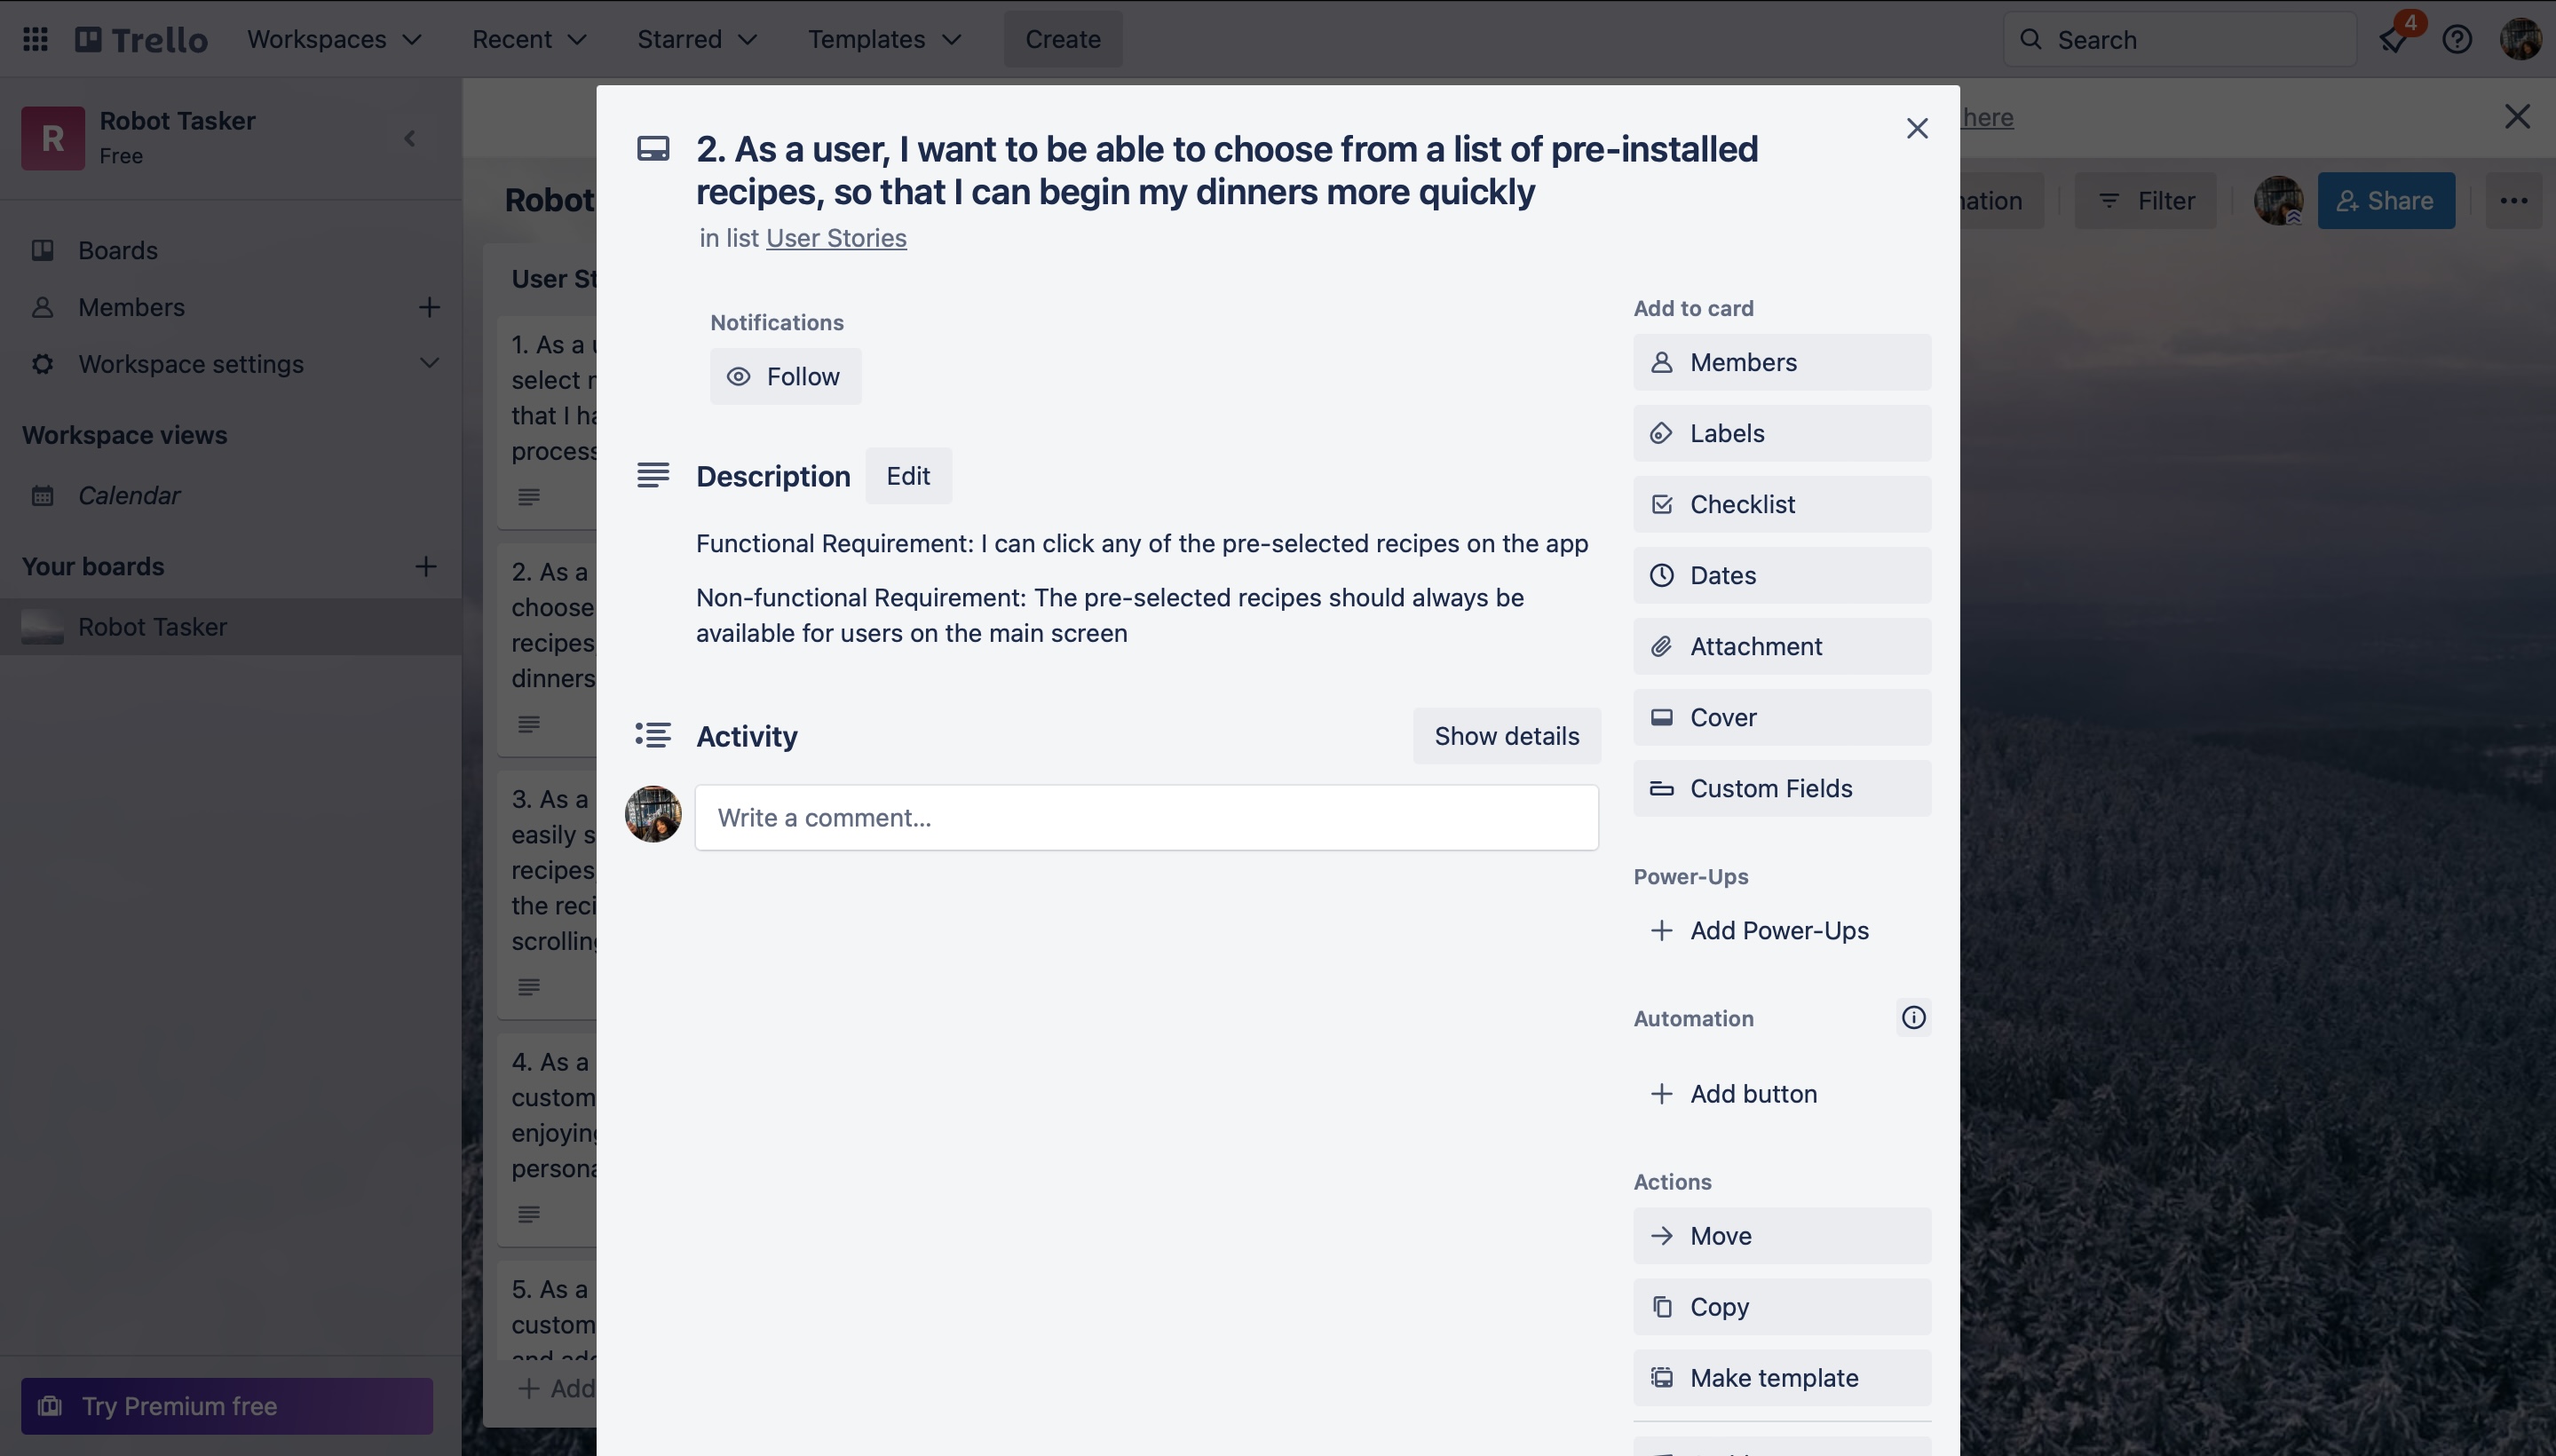 Trello
Workspaces
Recent
Starred
Templates
Create
Search
4
R
Robot Tasker
Free
Boards
Members
Workspace settings
Workspace views
Calendar
Your boards
Robot Tasker
Try Premium free
Robot
User St
1. As a u
select r
that I ha
process
2. As a
choose
recipes
dinners
3. As a
easily s
recipes
the reci
scrolling
4. As a
custom
enjoying
persona
5. As a
custom
Add
here
nation
Filter
Share
2. As a user, I want to be able to choose from a list of pre-installed
recipes, so that I can begin my dinners more quickly
in list User Stories
Notifications
Follow
Description
Edit
Functional Requirement: I can click any of the pre-selected recipes on the app
Non-functional Requirement: The pre-selected recipes should always be
available for users on the main screen
Activity
Show details
Write a comment...
Add to card
Members
Labels
Checklist
Dates
Attachment
Cover
Custom Fields
Power-Ups
Add Power-Ups
Automation
Add button
Actions
Move
Copy
Make template